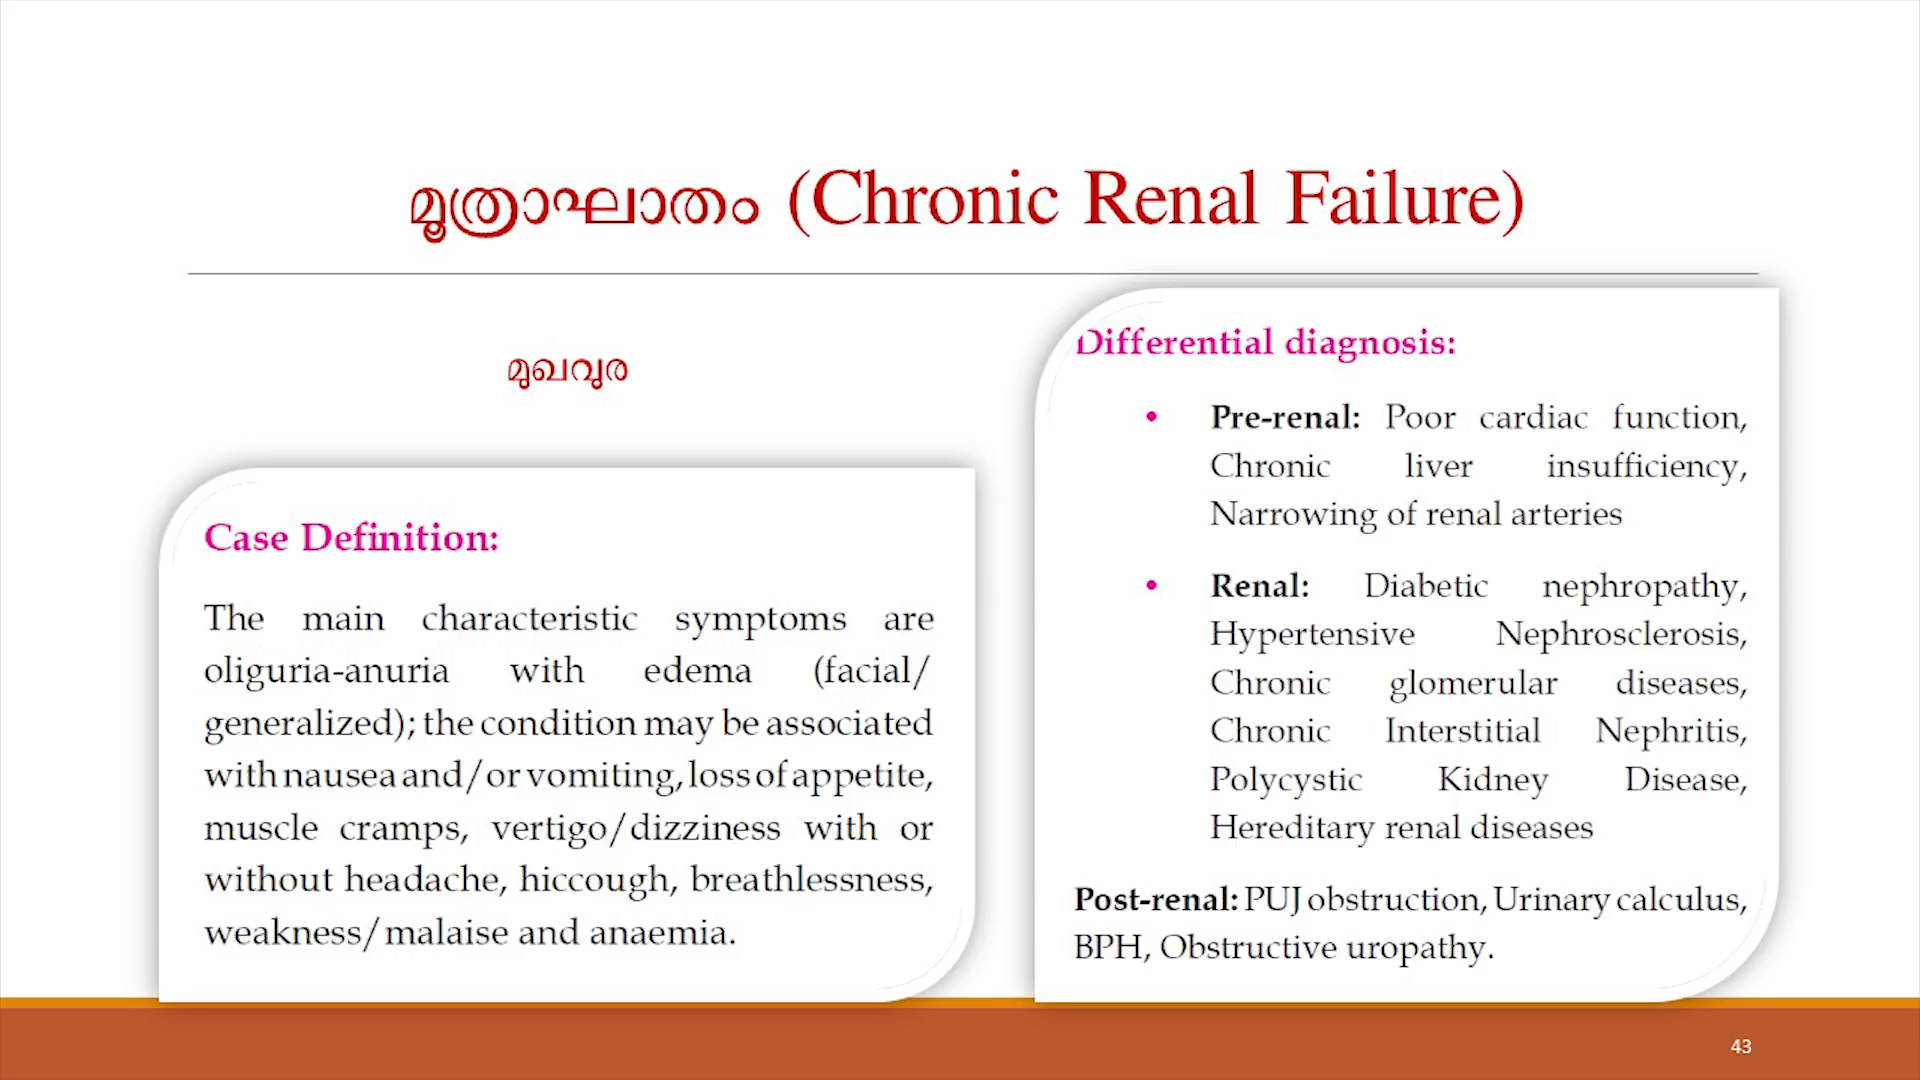 മൂത്രാഘാതം (Chronic Renal Failure)
മുഖവുര
Case Definition:
The main characteristic symptoms are
oliguria-anuria with edema (facial/
generalized); the condition may be associated
with nausea and/or vomiting, loss of appetite,
muscle cramps, vertigo/dizziness with or
without headache, hiccough, breathlessness,
weakness/malaise and anaemia.
Differential diagnosis:
• Pre-renal: Poor cardiac function,
Chronic liver insufficiency,
Narrowing of renal arteries
• Renal: Diabetic nephropathy,
Hypertensive Nephrosclerosis,
Chronic glomerular diseases,
Chronic Interstitial Nephritis,
Polycystic Kidney Disease,
Hereditary renal diseases
Post-renal: PUJ obstruction, Urinary calculus,
BPH, Obstructive uropathy.
43